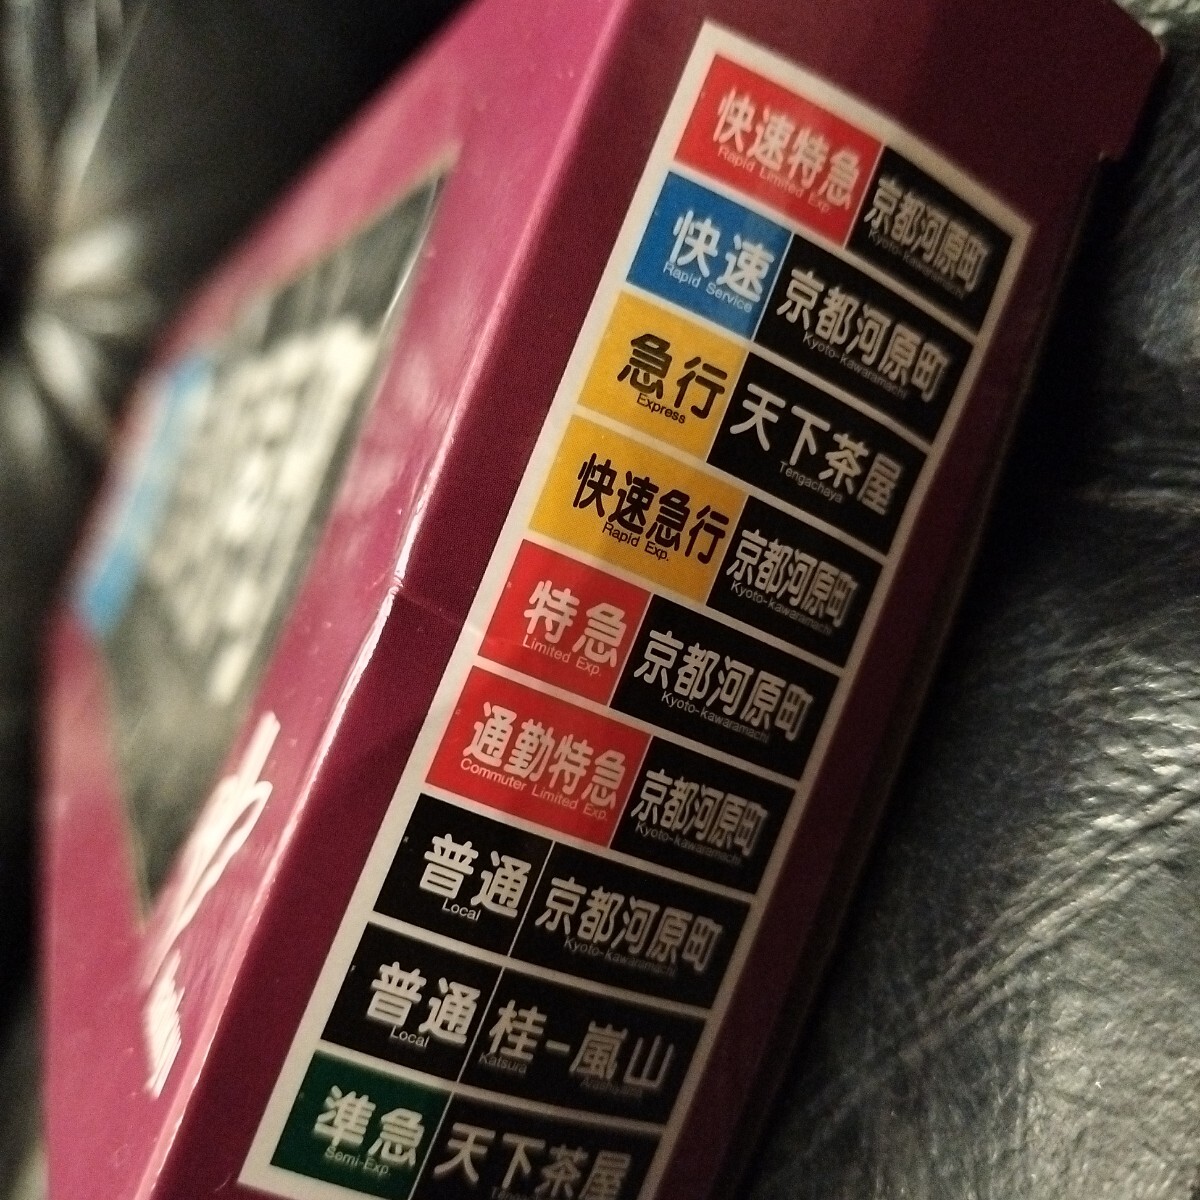 快速特急 京都河原町
Rapid Limited Exp. Kyoto-kawaramachi
快速 京都河原町
Rapid Service Kyoto-kawaramachi
急行 天下茶屋
Express Tengachaya
快速急行 京都河原町
Rapid Exp. Kyoto-kawaramachi
特急 京都河原町
Limited Exp. Kyoto-kawaramachi
通勤特急 京都河原町
Commuter Limited Exp. Kyoto-kawaramachi
普通 京都河原町
Local Kyoto-kawaramachi
普通 桂-嵐山
Local Katsura Arashiyama
準急 天下茶屋
Semi-Exp.